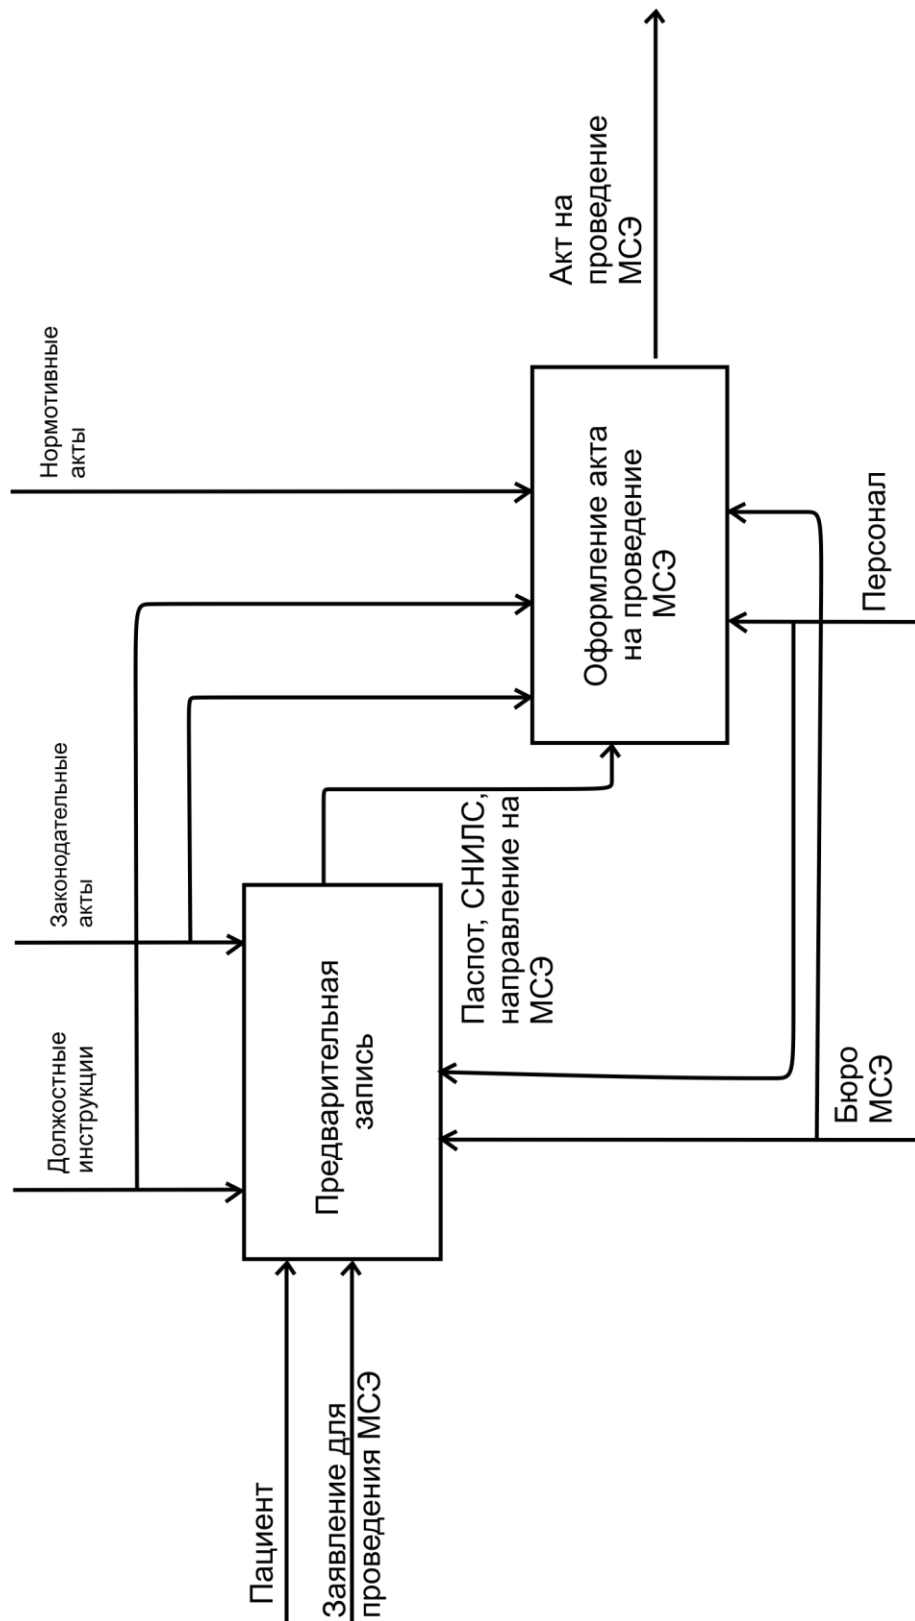 Должостные
инструкции
Законодательные
акты
Нормотивные
акты
Пациент
Заявление для
проведения МСЭ
Предварительная
запись
Паспот, СНИЛС,
направление на
МСЭ
Оформление акта
на проведение
МСЭ
Акт на
проведение
МСЭ
Бюро
МСЭ
Персонал